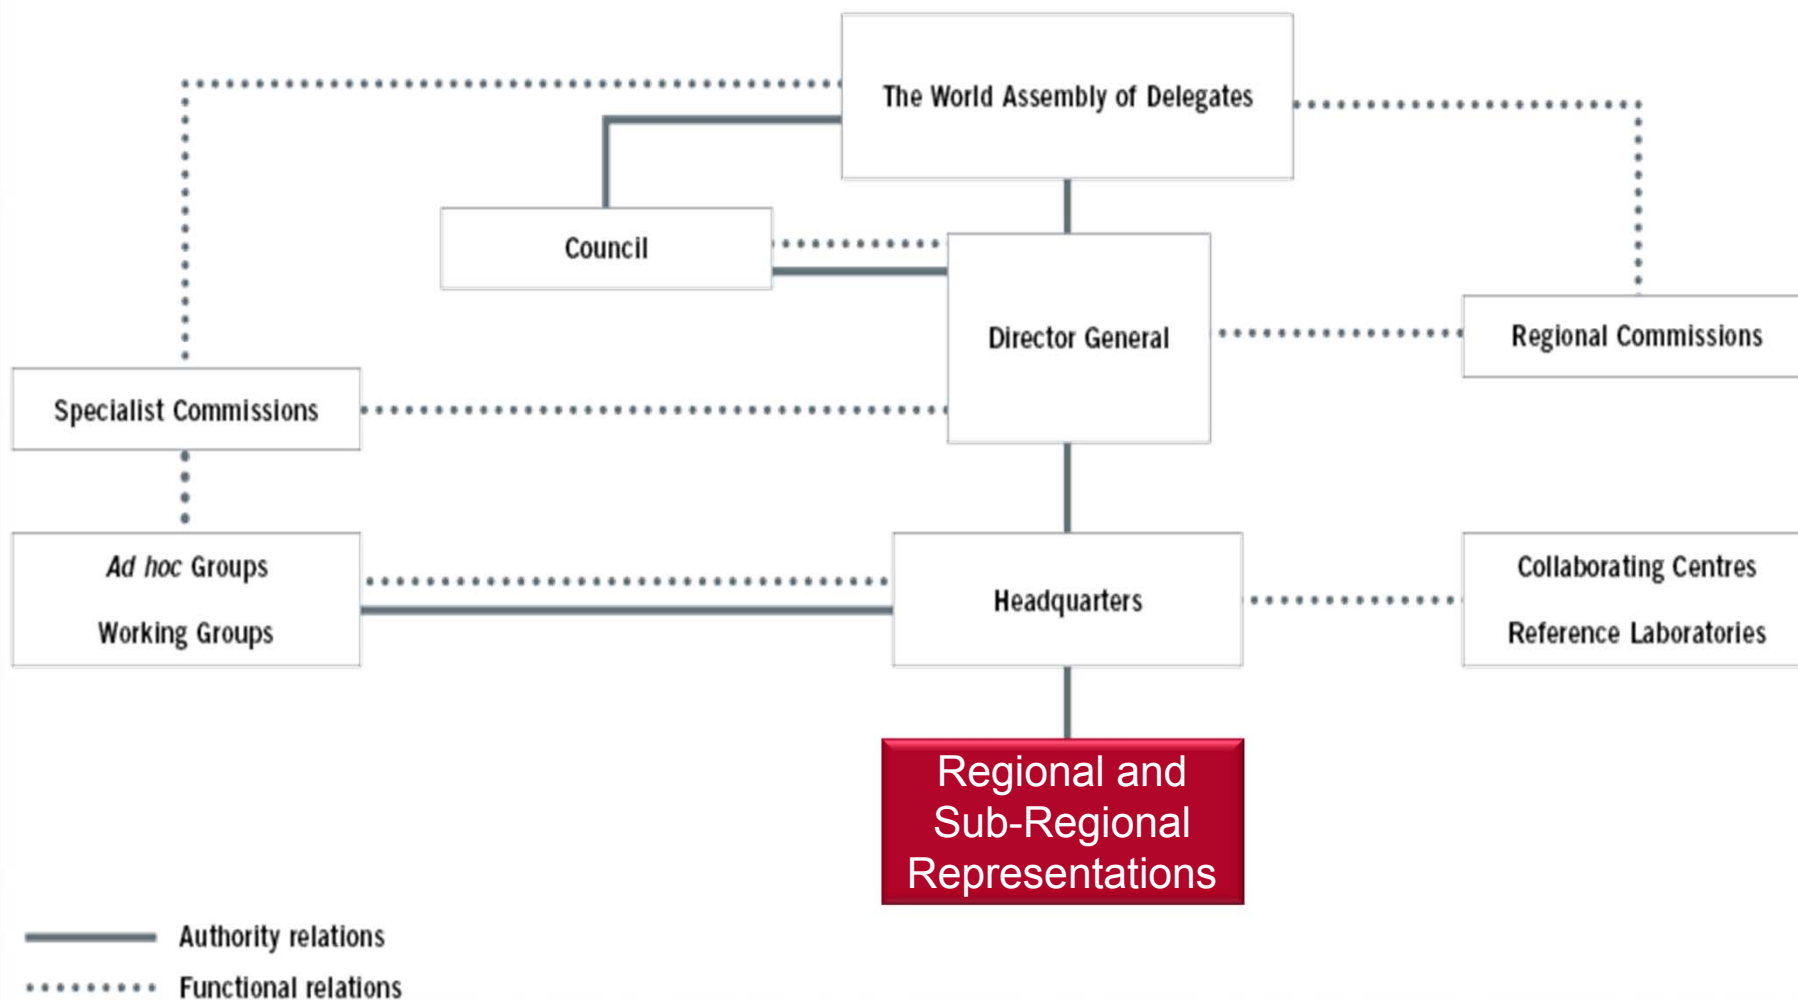 The World Assembly of Delegates
Council
Director General
Regional Commissions
Specialist Commissions
Ad hoc Groups
Working Groups
Headquarters
Collaborating Centres
Reference Laboratories
Regional and
Sub-Regional
Representations
Authority relations
Functional relations